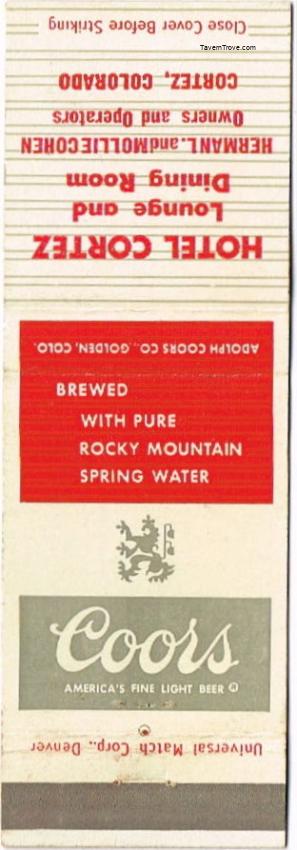 Close Cover Before Striking
TavernTrove.com
HOTEL CORTEZ
Lounge and
Dining Room
HERMAN L. and MOLLIE COHEN
Owners and Operators
CORTEZ, COLORADO
ADOLPH COORS CO., GOLDEN, COLO.
BREWED
WITH PURE
ROCKY MOUNTAIN
SPRING WATER
Coors
AMERICA'S FINE LIGHT BEER ®
Universal Match Corp., Denver